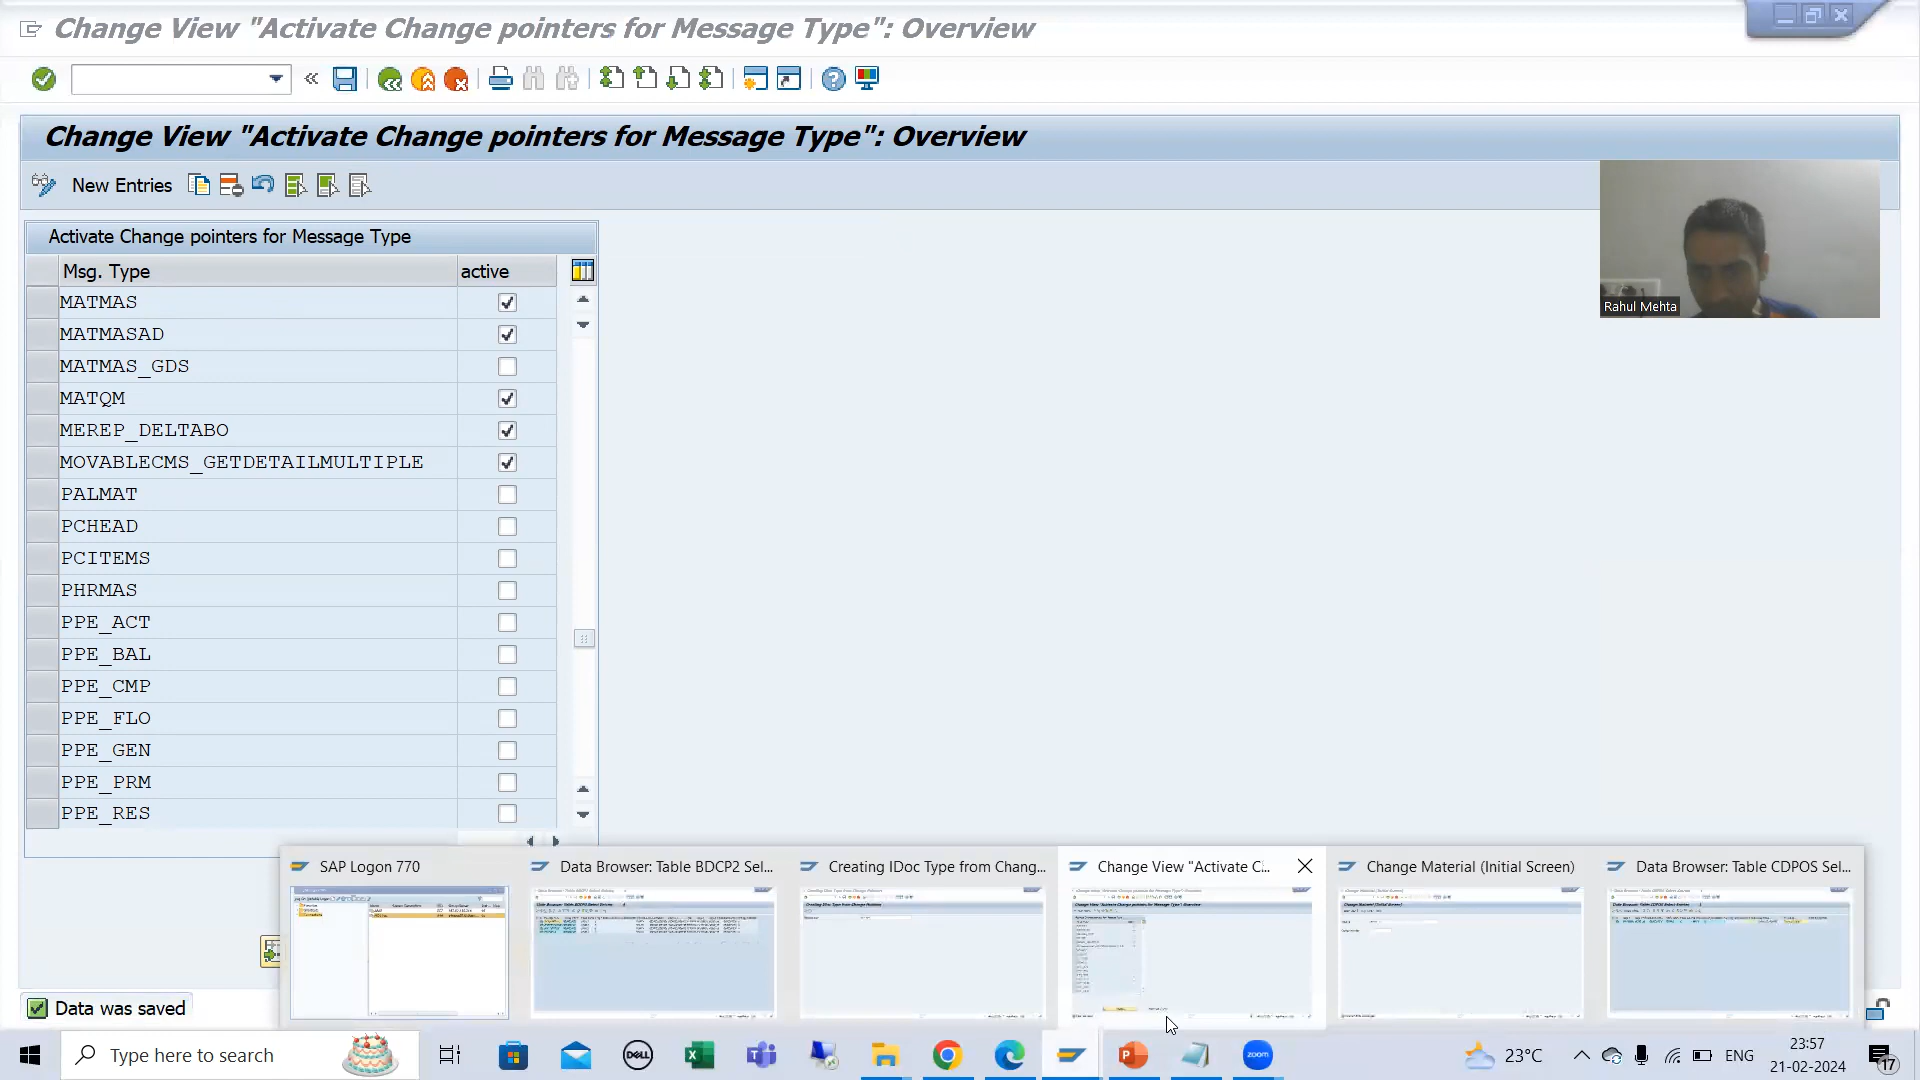 Change View "Activate Change pointers for Message Type": Overview
Change View "Activate Change pointers for Message Type": Overview
New Entries
Activate Change pointers for Message Type
Msg. Type active
MATMAS
MATMASAD
MATMAS_GDS
MATQM
MEREP_DELTABO
MOVABLECMS_GETDETAILMULTIPLE
PALMAT
PCHEAD
PCITEMS
PHRMAS
PPE_ACT
PPE_BAL
PPE_CMP
PPE_FLO
PPE_GEN
PPE_PRM
PPE_RES
Rahul Mehta
SAP Logon 770
Data Browser: Table BDCP2 Sel...
Creating IDoc Type from Chang...
Change View "Activate C...
Change Material (Initial Screen)
Data Browser: Table CDPOS Sel...
Data was saved
Type here to search
DELL
zoom
23°C
ENG
23:57
21-02-2024
17